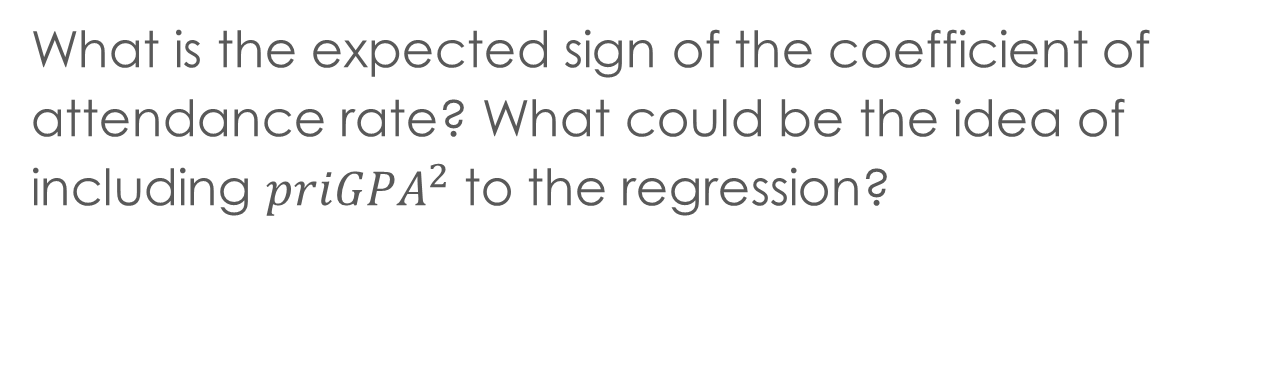 What is the expected sign of the coefficient of
attendance rate? What could be the idea of
including 𝑝𝑟𝑖𝐺𝑃𝐴² to the regression?